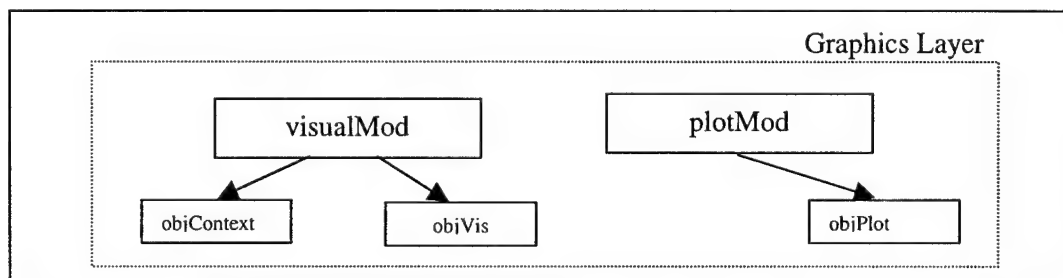 Graphics Layer
visualMod
plotMod
objContext
objVis
objPlot